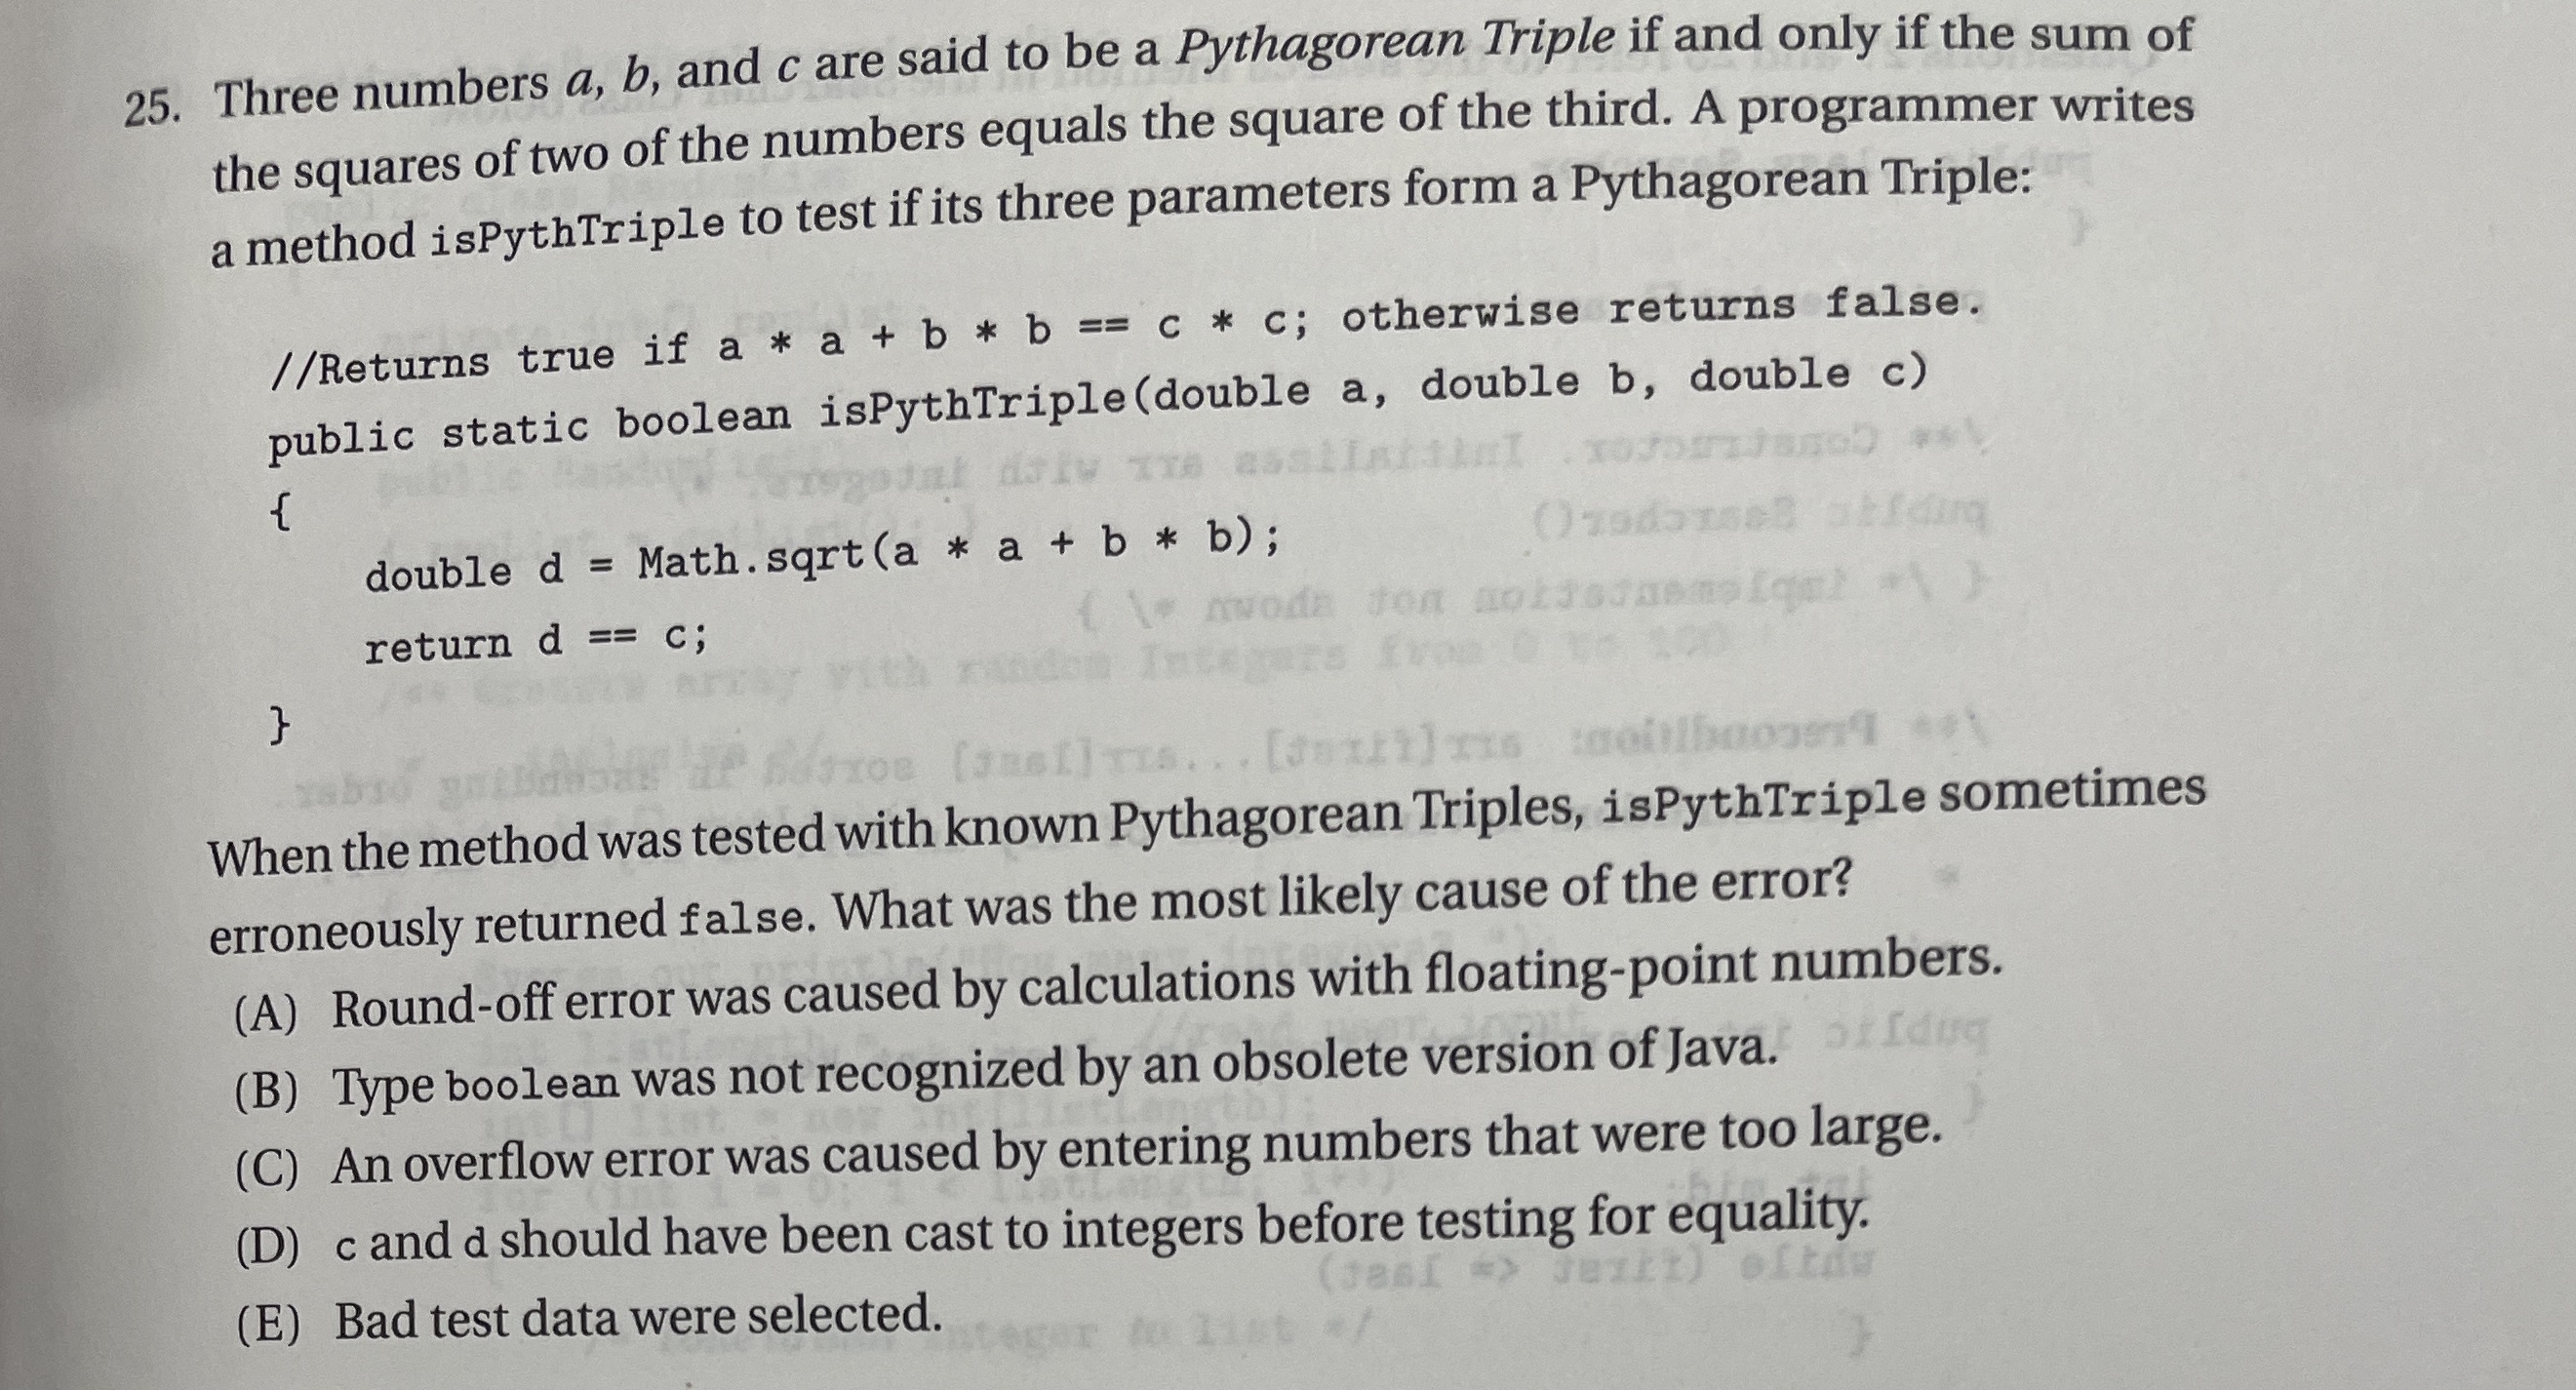 25. Three numbers a, b, and c are said to be a Pythagorean Triple if and only if the sum of
the squares of two of the numbers equals the square of the third. A programmer writes
a method isPythTriple to test if its three parameters form a Pythagorean Triple:
//Returns true if a * a + b * b == c * c; otherwise returns false.
public static boolean isPythTriple(double a, double b, double c)
{
double d = Math.sqrt(a * a + b * b);
return d == c;
}
When the method was tested with known Pythagorean Triples, isPythTriple sometimes
erroneously returned false. What was the most likely cause of the error?
(A) Round-off error was caused by calculations with floating-point numbers.
(B) Type boolean was not recognized by an obsolete version of Java.
(C) An overflow error was caused by entering numbers that were too large.
(D) c and d should have been cast to integers before testing for equality.
(E) Bad test data were selected.